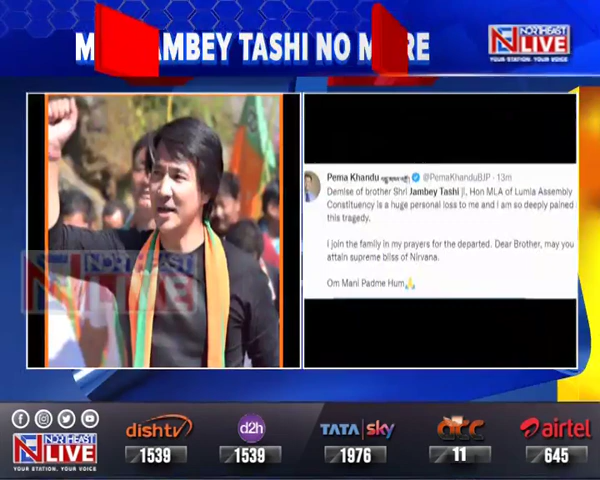 JAMBEY TASHI NO
NORTHEAST
LIVE
YOUR STATION. YOUR VOICE
Pema Khandu @PemaKhanduBJP · 13m
Demise of brother Shri Jambey Tashi ji, Hon MLA of Lumla Assembly
Constituency is a huge personal loss to me and I am so deeply pained
this tragedy.
I join the family in my prayers for the departed. Dear Brother, may you
attain supreme bliss of Nirvana.
Om Mani Padme Hum🙏
NORTHEAST
LIVE
NORTHEAST
LIVE
YOUR STATION. YOUR VOICE
dishtv
1539
d2h
1539
TATA sky
1976
acc
11
airtel
645